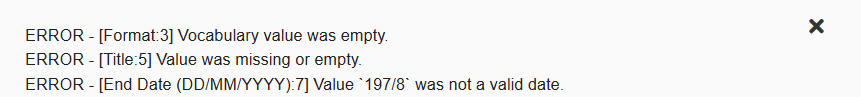 ERROR - [Format:3] Vocabulary value was empty.
ERROR - [Title:5] Value was missing or empty.
ERROR - [End Date (DD/MM/YYYY):7] Value `197/8` was not a valid date.